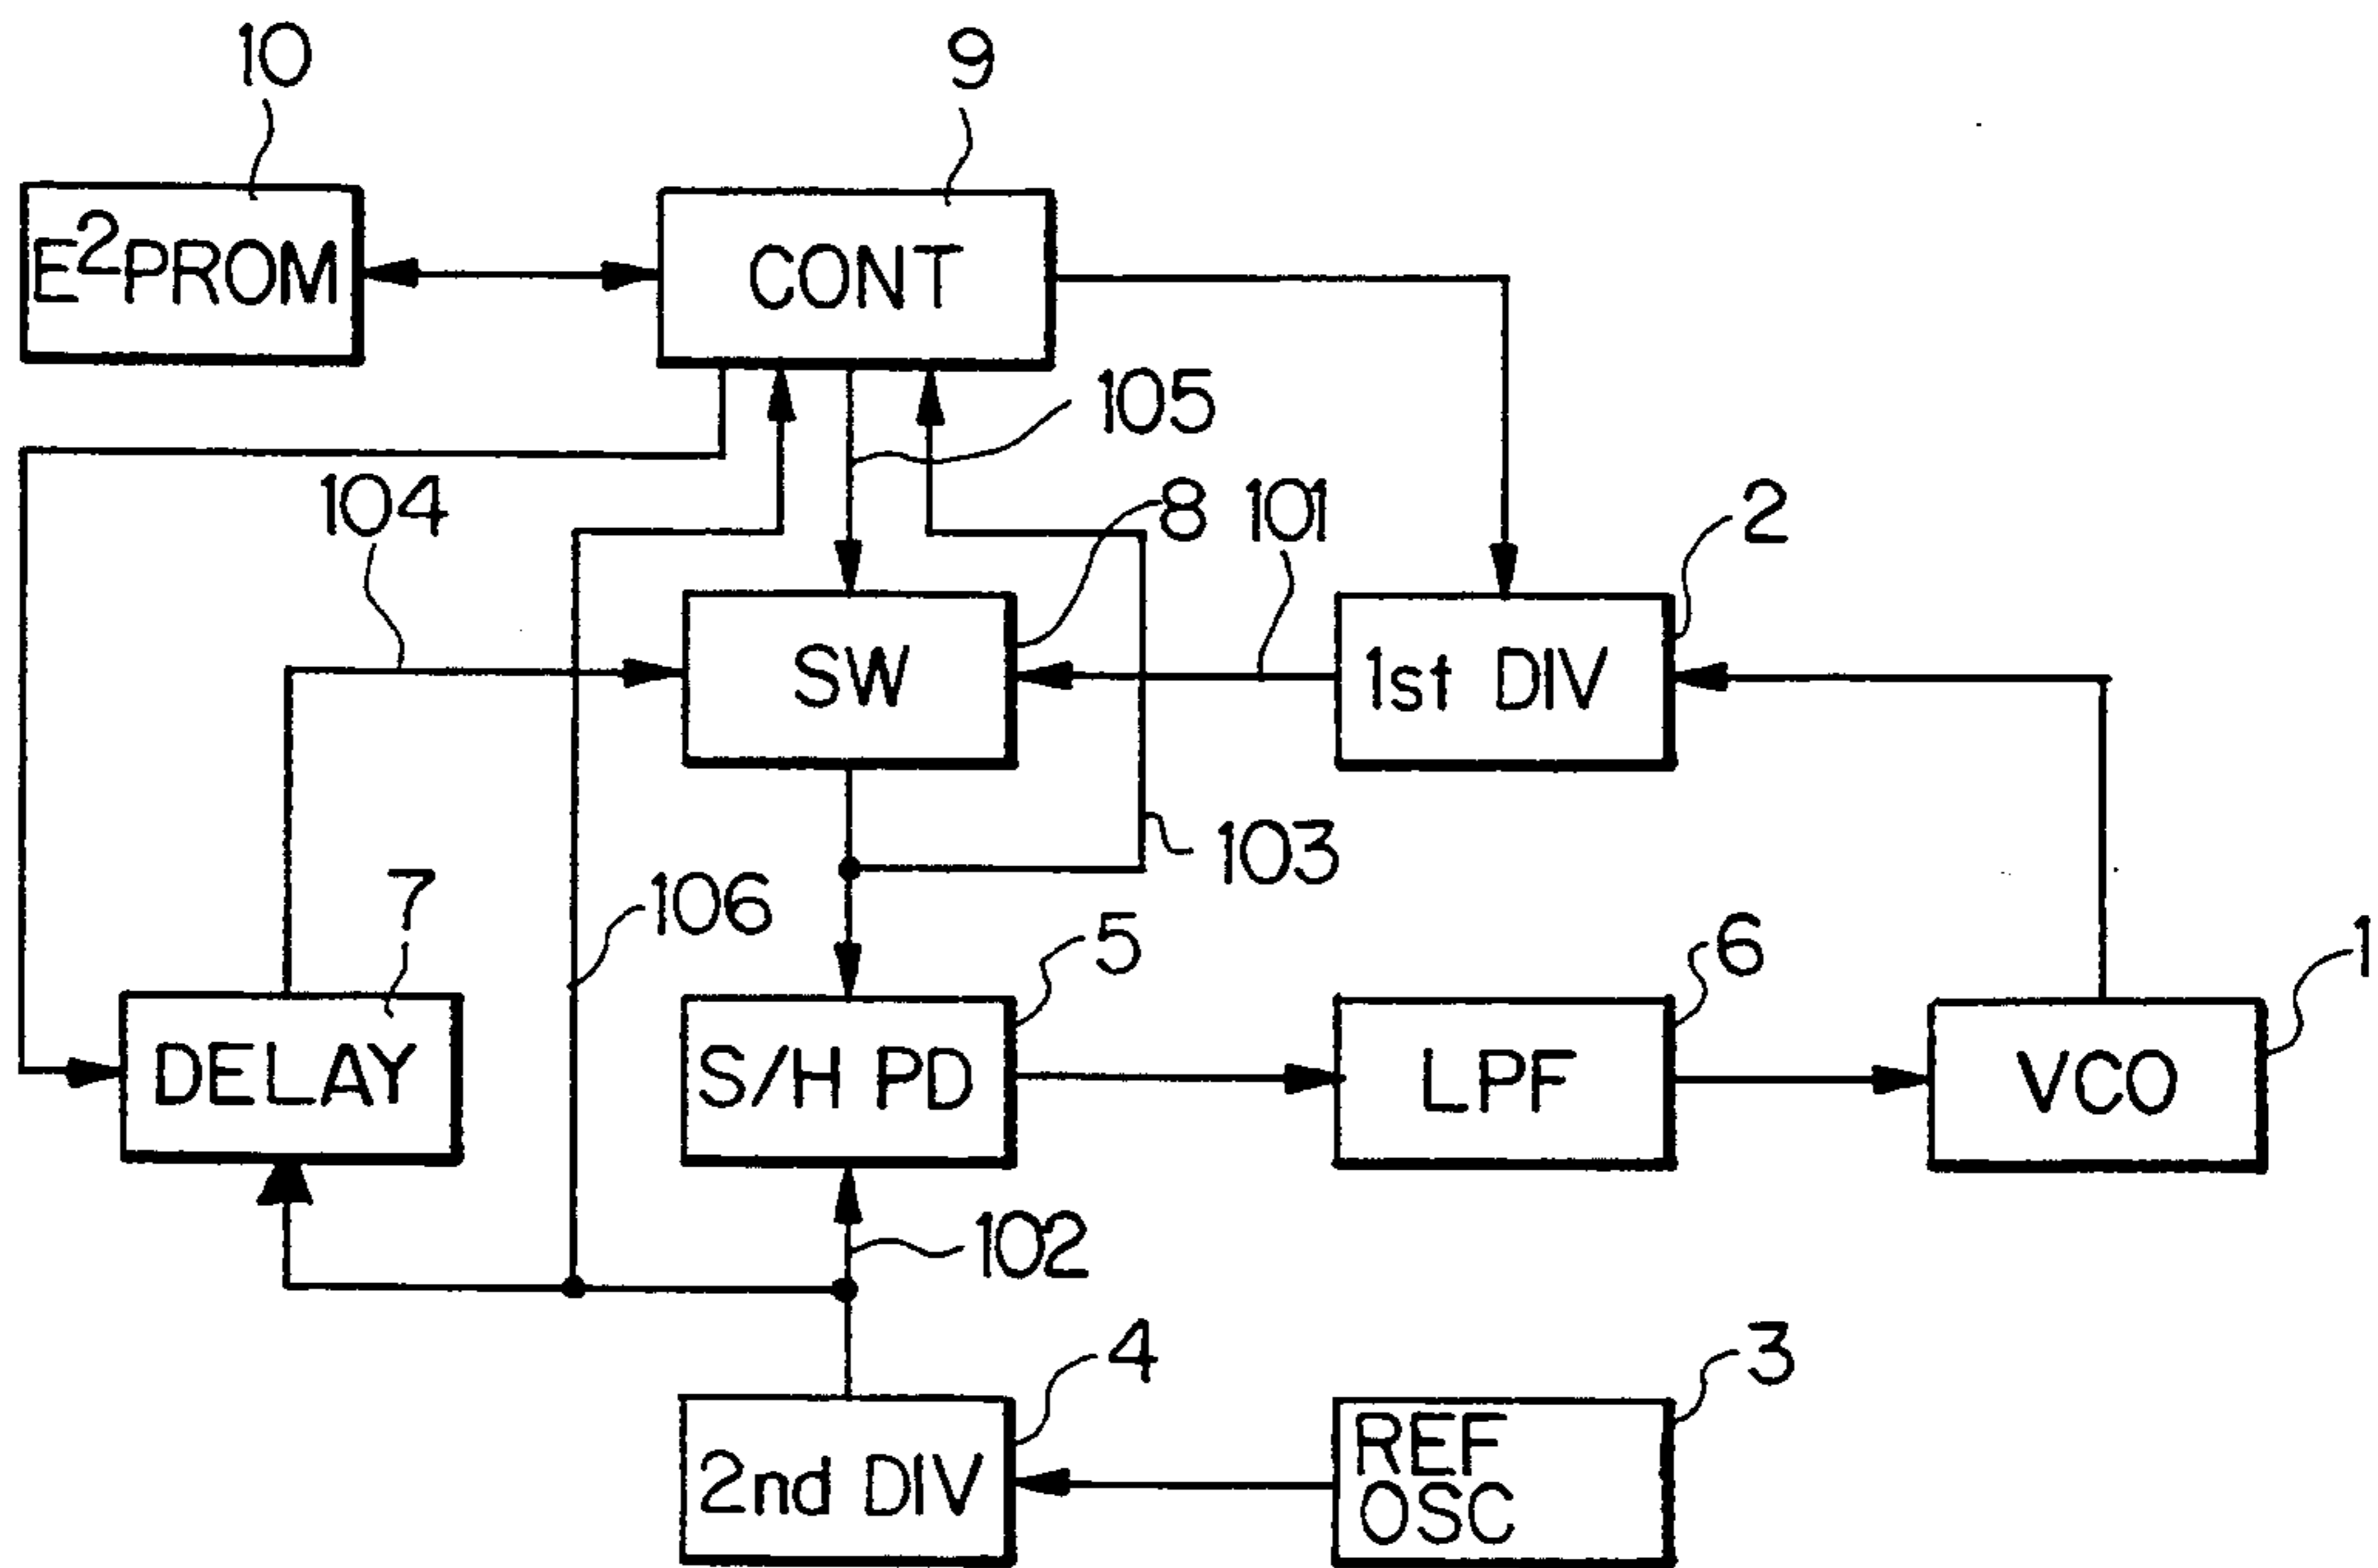 10
9
E²PROM
CONT
105
104
8
101
2
SW
1st DIV
103
7
106
5
6
1
DELAY
S/H PD
LPF
VCO
102
4
3
2nd DIV
REF
OSC